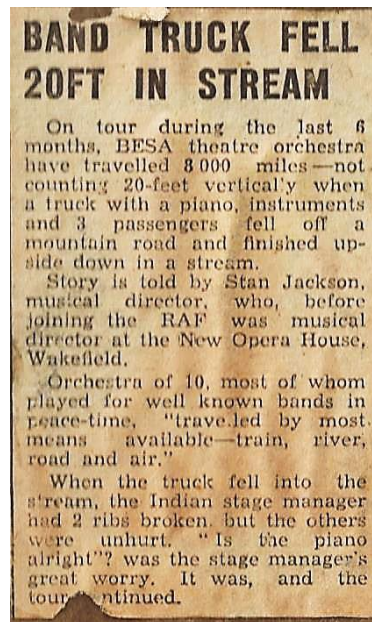 BAND TRUCK FELL
20FT IN STREAM
On tour during the last 6
months, BESA theatre orchestra
have travelled 8 000 miles—not
counting 20-feet vertical'y when
a truck with a piano, instruments
and 3 passengers fell off a
mountain road and finished up-
side down in a stream.
Story is told by Stan Jackson,
musical director, who, before
joining the RAF was musical
director at the New Opera House,
Wakefield.
Orchestra of 10, most of whom
played for well known bands in
peace-time, "trave.led by most
means available—train, river,
road and air."
When the truck fell into the
stream, the Indian stage manager
had 2 ribs broken, but the others
were unhurt. "Is the piano
alright"? was the stage manager's
great worry. It was, and the
tour ntinued.